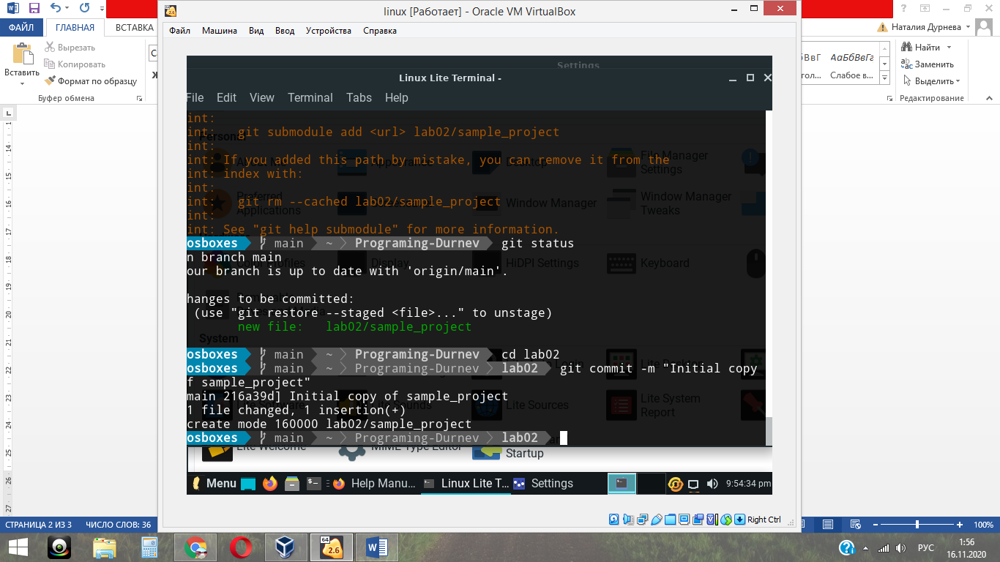 linux [Работает] - Oracle VM VirtualBox
ФАЙЛ ГЛАВНАЯ ВСТАВКА
Наталия Дурнева
Файл Машина Вид Ввод Устройства Справка
Вырезать
Копировать
Формат по образцу
Вставить
Буфер обмена
Найти
Заменить
Выделить
Редактирование
АаБбВвГг
Слабое в...
Settings
Linux Lite Terminal -
File Edit View Terminal Tabs Help
int:
int: git submodule add <url> lab02/sample_project
int:
int: If you added this path by mistake, you can remove it from the
int: index with:
int:
int: git rm --cached lab02/sample_project
int:
int: See "git help submodule" for more information.
osboxes main ~ Programing-Durnev git status
n branch main
our branch is up to date with 'origin/main'.
hanges to be committed:
(use "git restore --staged <file>..." to unstage)
new file: lab02/sample_project
osboxes main ~ Programing-Durnev cd lab02
osboxes main ~ Programing-Durnev lab02 git commit -m "Initial copy
f sample_project"
main 216a39d] Initial copy of sample_project
1 file changed, 1 insertion(+)
create mode 160000 lab02/sample_project
osboxes main ~ Programing-Durnev lab02
File Manager
Settings
Desktop
Preferred
Applications
Window Manager
Window Manager
Tweaks
Display
HiDPI Settings
Keyboard
System
Lite Sounds
Lite Sources
Lite System
Report
Lite Welcome
MIME Type Editor
Startup
Menu Help Manu... Linux Lite T... Settings 9:54:34 pm
Right Ctrl
СТРАНИЦА 2 ИЗ 3 ЧИСЛО СЛОВ: 36 100%
64
2.6
РУС
1:56
16.11.2020